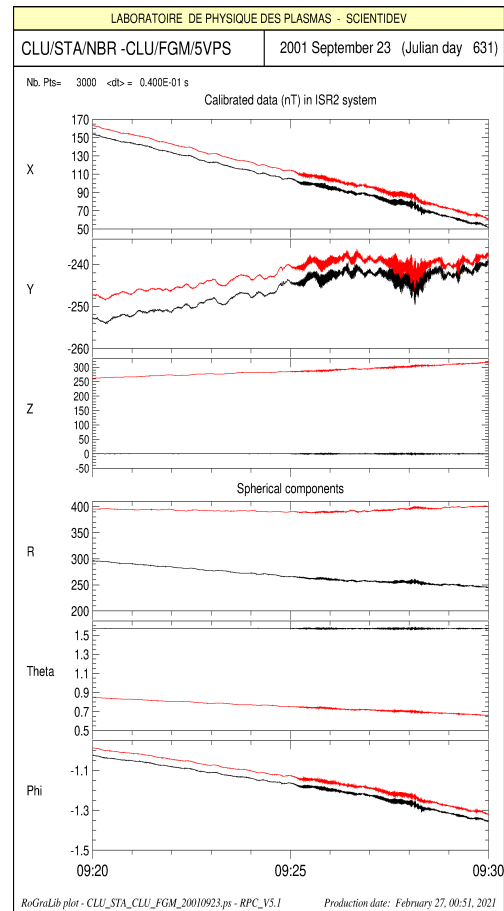 LABORATOIRE DE PHYSIQUE DES PLASMAS - SCIENTIDEV
CLU/STA/NBR -CLU/FGM/5VPS
2001 September 23 (Julian day 631)
Nb. Pts= 3000 <dt> = 0.400E-01 s
Calibrated data (nT) in ISR2 system
170
150
130
X
110
90
70
50
-240
Y
-250
-260
300
250
200
Z
150
100
50
0
-50
Spherical components
400
350
R
300
250
200
1.5
1.3
Theta
1.1
0.9
0.7
0.5
-1.1
Phi
-1.3
-1.5
09:20
09:25
09:30
RoGraLib plot - CLU_STA_CLU_FGM_20010923.ps - RPC_V5.1
Production date: February 27, 00:51, 2021